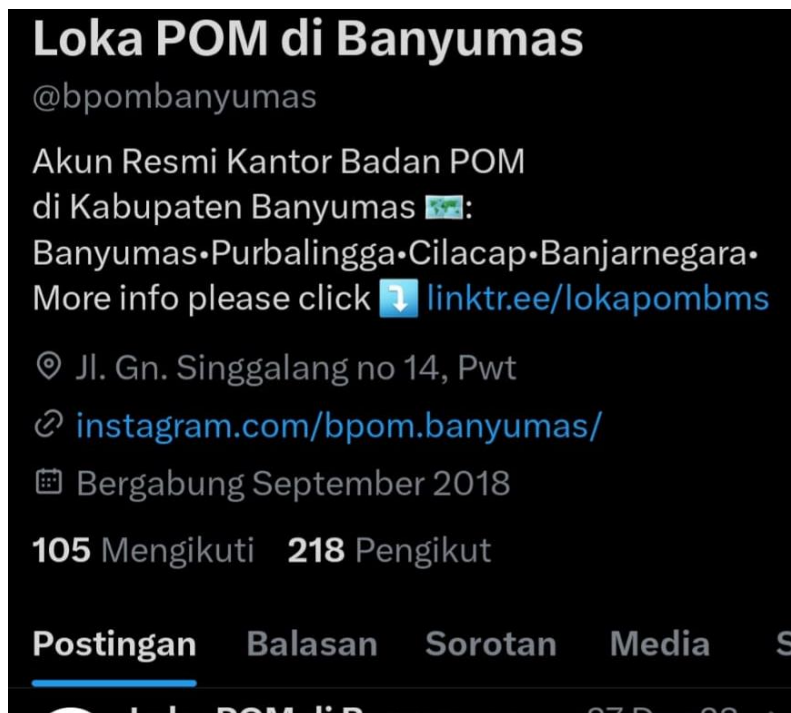 Loka POM di Banyumas
@bpombanyumas
Akun Resmi Kantor Badan POM
di Kabupaten Banyumas 🗺️:
Banyumas•Purbalingga•Cilacap•Banjarnegara•
More info please click ⤵️ linktr.ee/lokapombms
Jl. Gn. Singgalang no 14, Pwt
instagram.com/bpom.banyumas/
Bergabung September 2018
105 Mengikuti 218 Pengikut
Postingan Balasan Sorotan Media